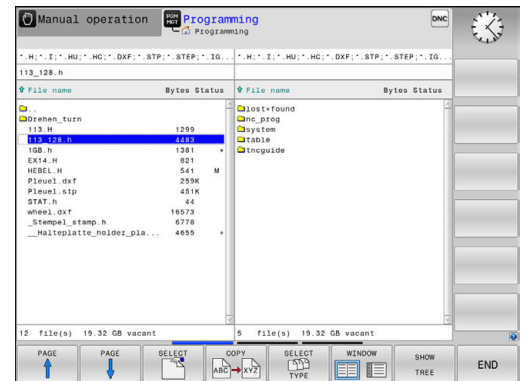 Manual operation
PGM
MGT
Programming
Programming
DNC
*.H;*.I;*.HU;*.HC;*.DXF;*.STP;*.STEP;*.IG...
*.H;*.I;*.HU;*.HC;*.DXF;*.STP;*.STEP;*.IG...
113_128.h
File name Bytes Status
..
Drehen_turn
113.H 1299
113_128.h 4483
1GB.h 1381 +
EX14.H 821
HEBEL.H 541 M
Pleuel.dxf 259K
Pleuel.stp 451K
STAT.h 44
wheel.dxf 16573
_Stempel_stamp.h 6778
__Halteplatte_holder_pla... 4655 +
12 file(s) 19.32 GB vacant
File name Bytes Status
lost+found
nc_prog
system
table
tncguide
5 file(s) 19.32 GB vacant
PAGE
PAGE
SELECT
COPY
ABC XYZ
SELECT
TYPE
WINDOW
SHOW
TREE
END